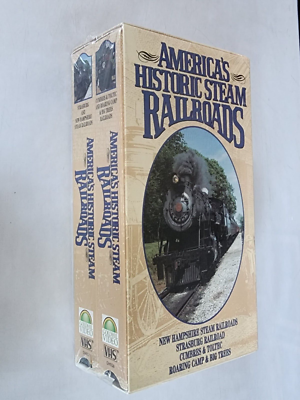 AMERICA'S
HISTORIC STEAM
RAILROADS
NEW HAMPSHIRE STEAM RAILROADS
STRASBURG RAILROAD
CUMBRES & TOLTEC
ROARING CAMP & BIG TREES
AMERICA'S HISTORIC STEAM
RAILROADS
VHS
AMERICA'S HISTORIC STEAM
RAILROADS
VHS